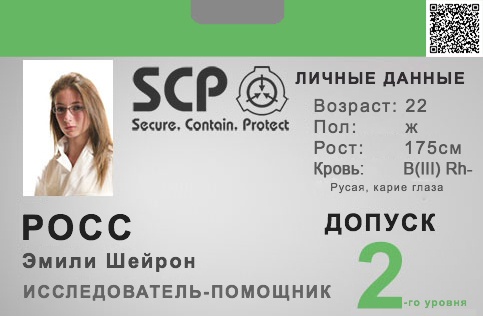 SCP
Secure. Contain. Protect
ЛИЧНЫЕ ДАННЫЕ
Возраст: 22
Пол: ж
Рост: 175см
Кровь: B(III) Rh-
Русая, карие глаза
РОСС
Эмили Шейрон
ИССЛЕДОВАТЕЛЬ-ПОМОЩНИК
ДОПУСК
2-го уровня